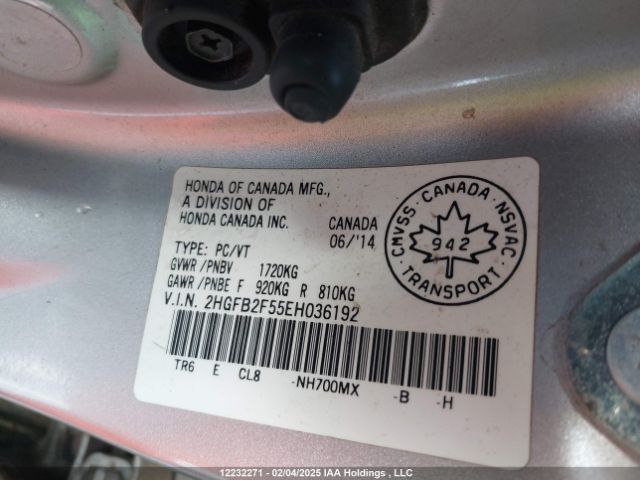 HONDA OF CANADA MFG.,
A DIVISION OF
HONDA CANADA INC.
CANADA
06/'14
TYPE: PC/VT
GVWR /PNBV 1720KG
GAWR /PNBE F 920KG R 810KG
V.I.N. 2HGFB2F55EH036192
TR6 E CL8 -NH700MX -B -H
CMVSS · CANADA · NSVAC
942
TRANSPORT
12232271 - 02/04/2025 IAA Holdings , LLC